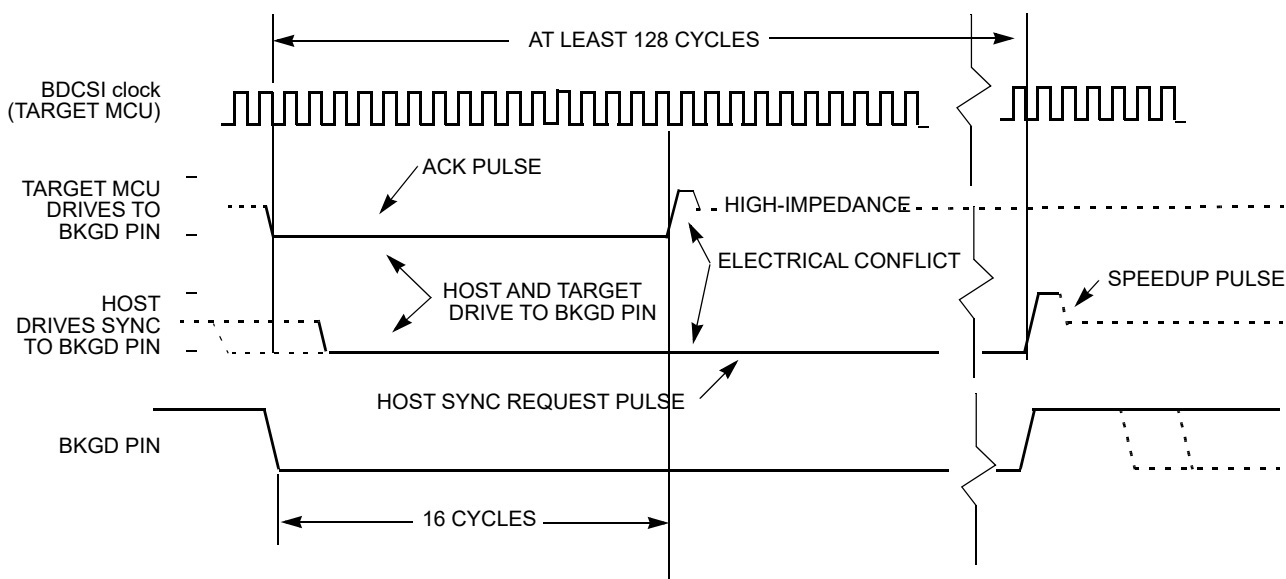 AT LEAST 128 CYCLES
BDCSI clock
(TARGET MCU)
ACK PULSE
TARGET MCU
DRIVES TO
BKGD PIN
HIGH-IMPEDANCE
ELECTRICAL CONFLICT
HOST AND TARGET
DRIVE TO BKGD PIN
SPEEDUP PULSE
HOST
DRIVES SYNC
TO BKGD PIN
HOST SYNC REQUEST PULSE
BKGD PIN
16 CYCLES